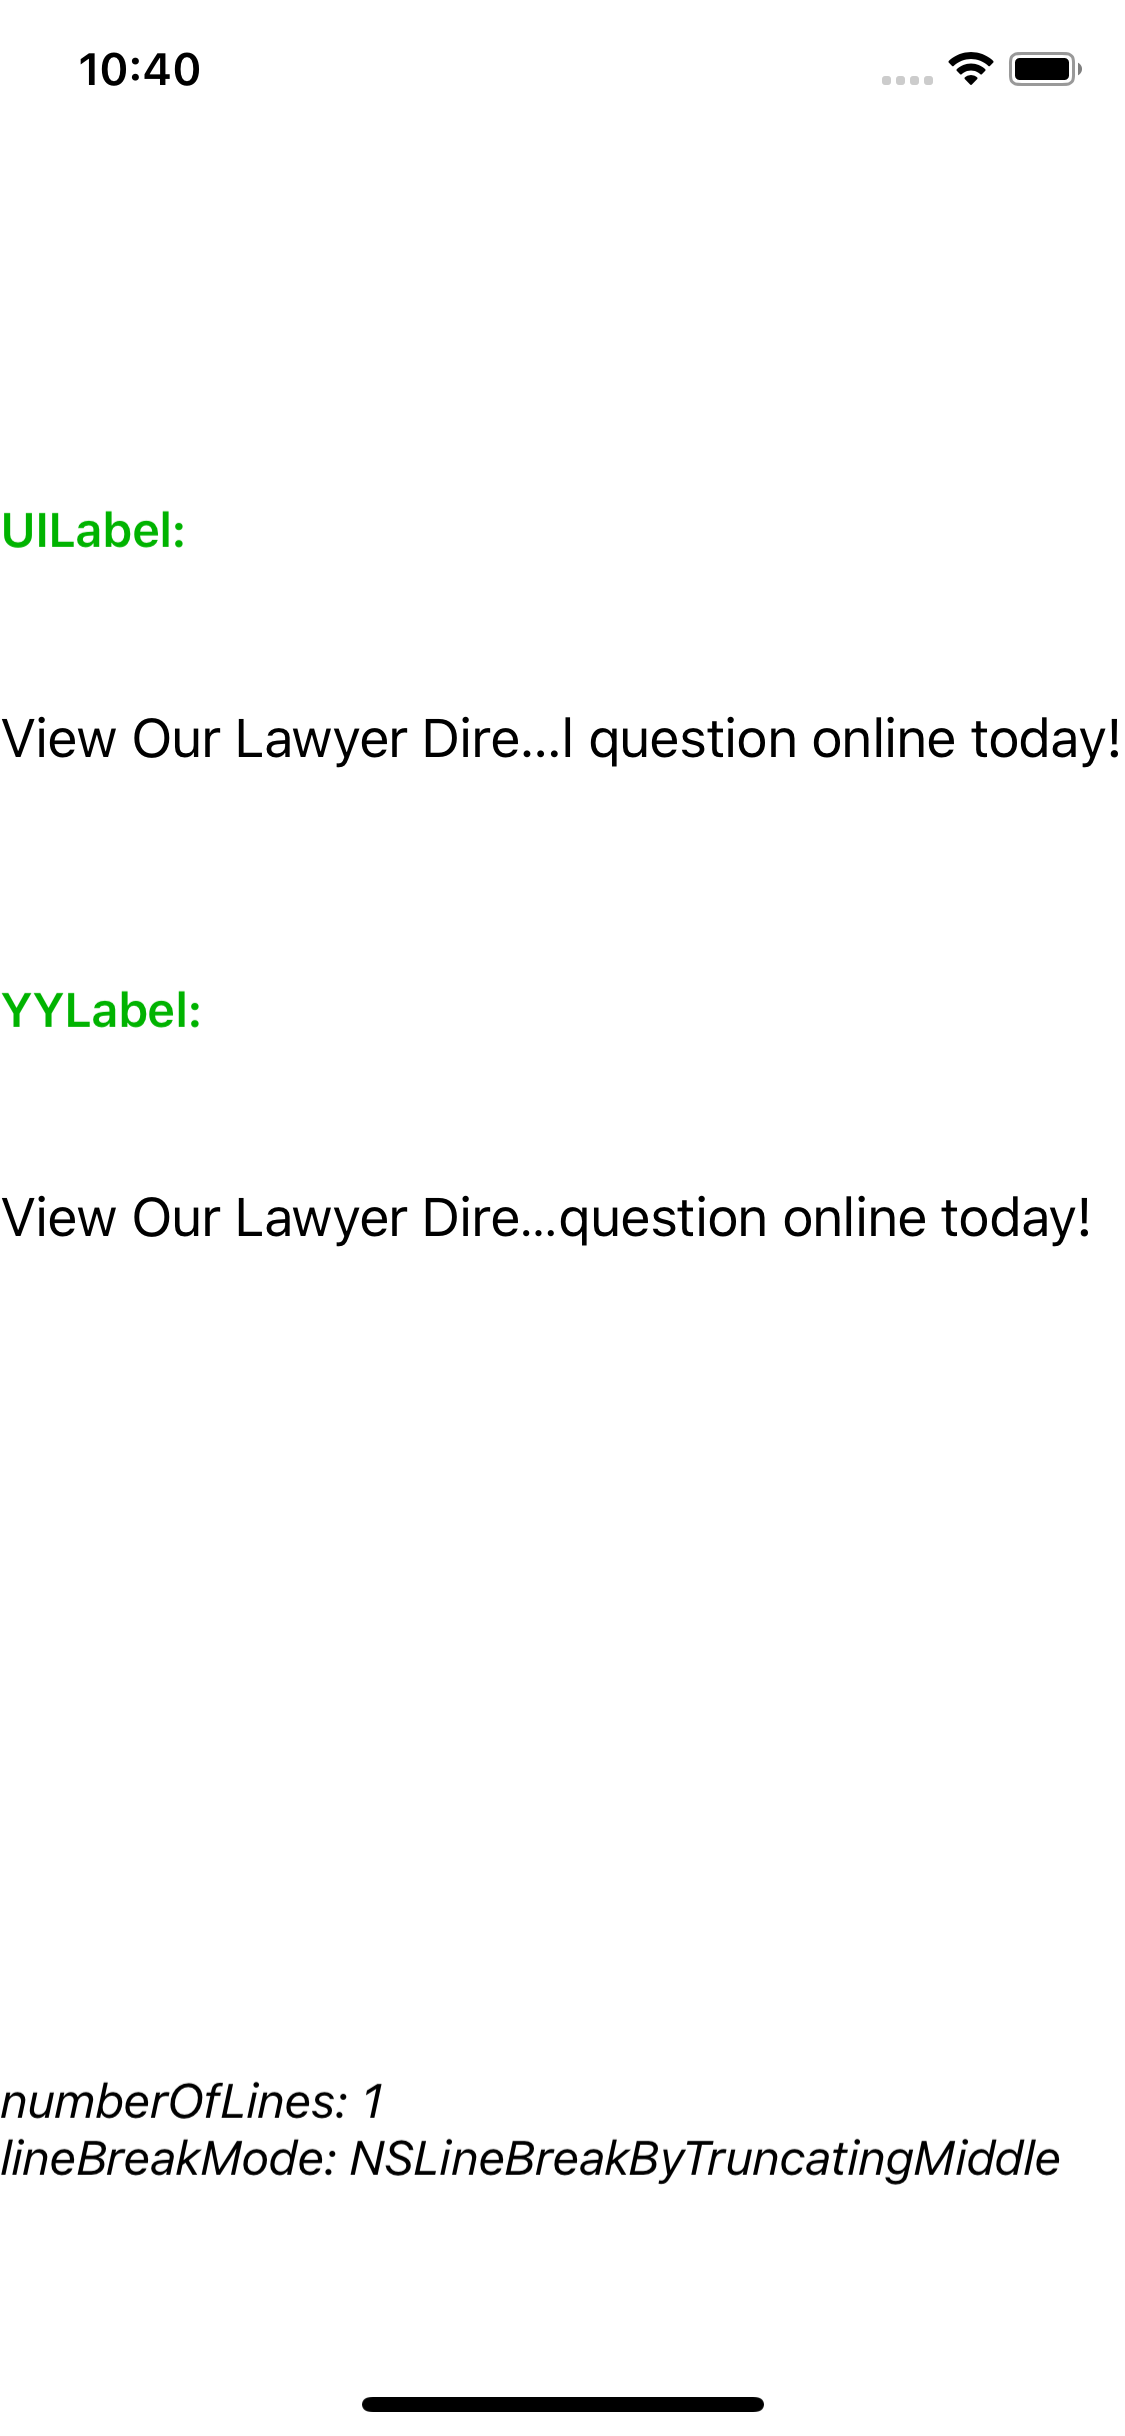 10:40
UILabel:
View Our Lawyer Dire...l question online today!
YYLabel:
View Our Lawyer Dire...question online today!
numberOfLines: 1
lineBreakMode: NSLineBreakByTruncatingMiddle